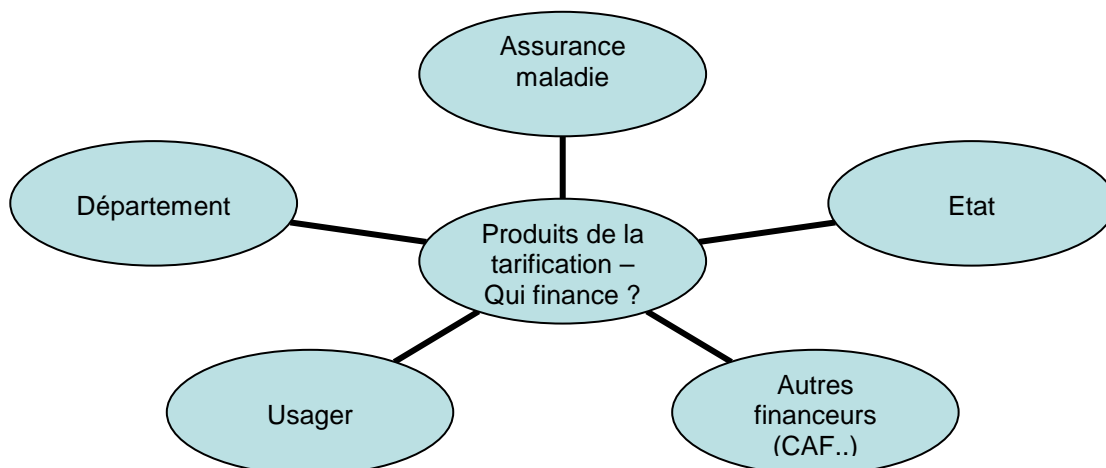 Assurance
maladie
Département
Etat
Produits de la
tarification –
Qui finance ?
Usager
Autres
financeurs
(CAF..)